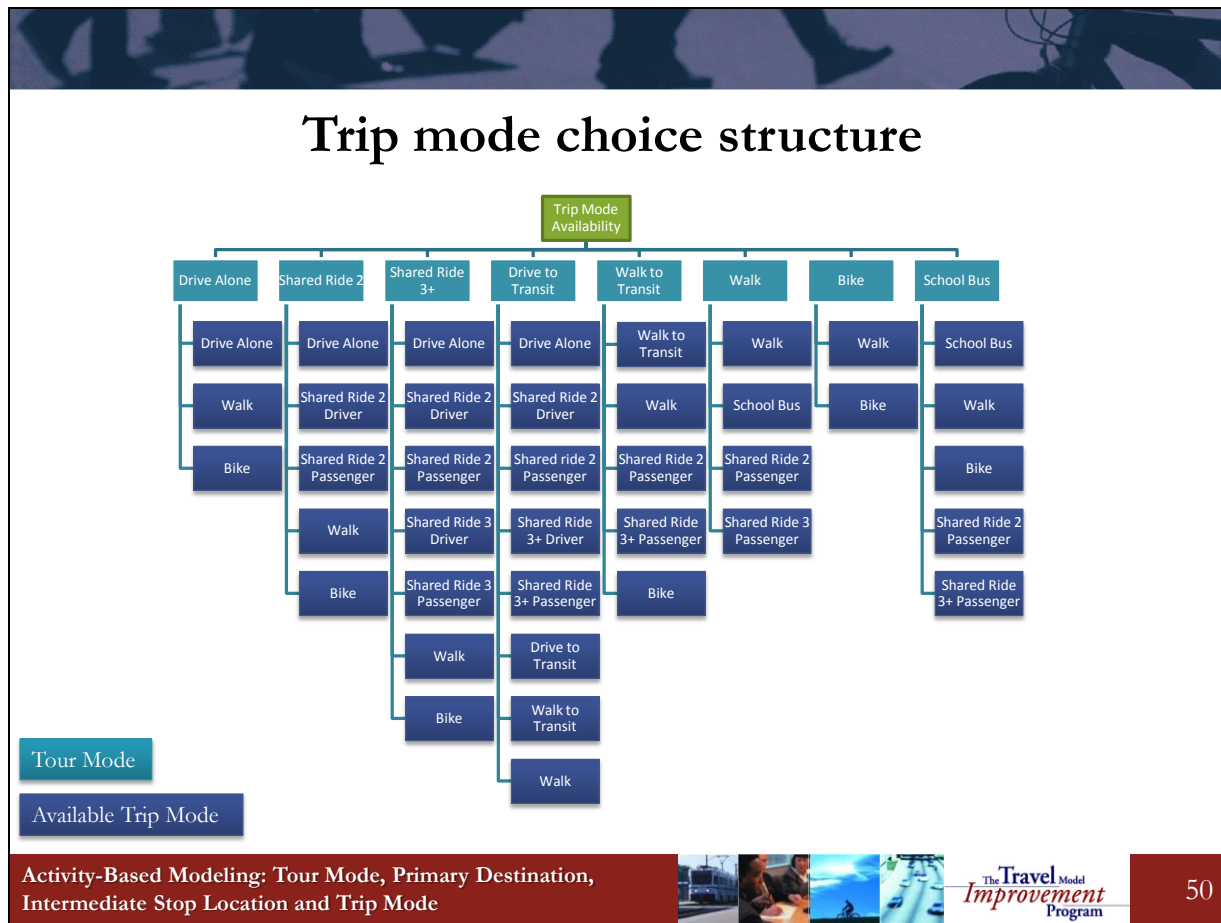 Trip mode choice structure
Trip Mode
Availability
Drive Alone
Shared Ride 2
Shared Ride
3+
Drive to
Transit
Walk to
Transit
Walk
Bike
School Bus
Drive Alone
Walk
Bike
Drive Alone
Shared Ride 2
Driver
Shared Ride 2
Passenger
Walk
Bike
Drive Alone
Shared Ride 2
Driver
Shared Ride 2
Passenger
Shared Ride 3
Driver
Shared Ride 3
Passenger
Walk
Bike
Drive Alone
Shared Ride 2
Driver
Shared ride 2
Passenger
Shared Ride
3+ Driver
Shared Ride
3+ Passenger
Drive to
Transit
Walk to
Transit
Walk
Walk to
Transit
Walk
Shared Ride 2
Passenger
Shared Ride
3+ Passenger
Bike
Walk
School Bus
Shared Ride 2
Passenger
Shared Ride 3
Passenger
Walk
Bike
School Bus
Walk
Bike
Shared Ride 2
Passenger
Shared Ride
3+ Passenger
Tour Mode
Available Trip Mode
Activity-Based Modeling: Tour Mode, Primary Destination,
Intermediate Stop Location and Trip Mode
The Travel Model
Improvement
Program
50